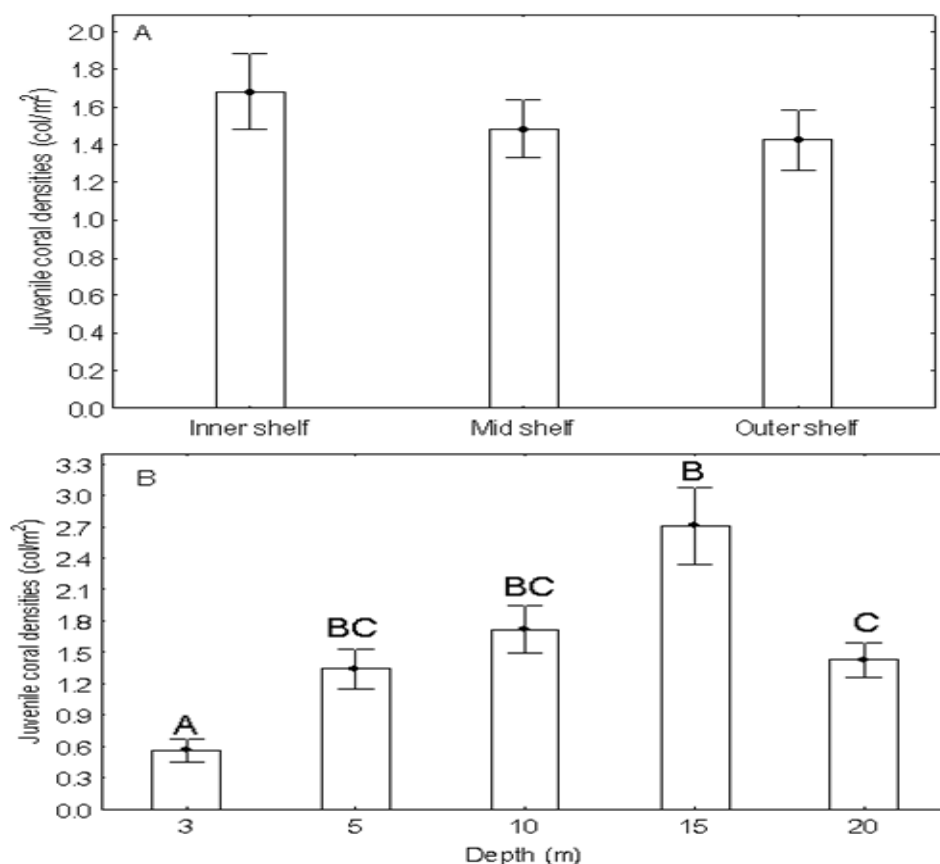 A
Juvenile coral densities (col/m²)
2.0
1.8
1.6
1.4
1.2
1.0
0.8
0.6
0.4
0.2
0.0
Inner shelf Mid shelf Outer shelf
B
Juvenile coral densities (col/m²)
3.3
3.0
2.7
2.4
2.1
1.8
1.5
1.2
0.9
0.6
0.3
0.0
A BC BC B C
3 5 10 15 20
Depth (m)